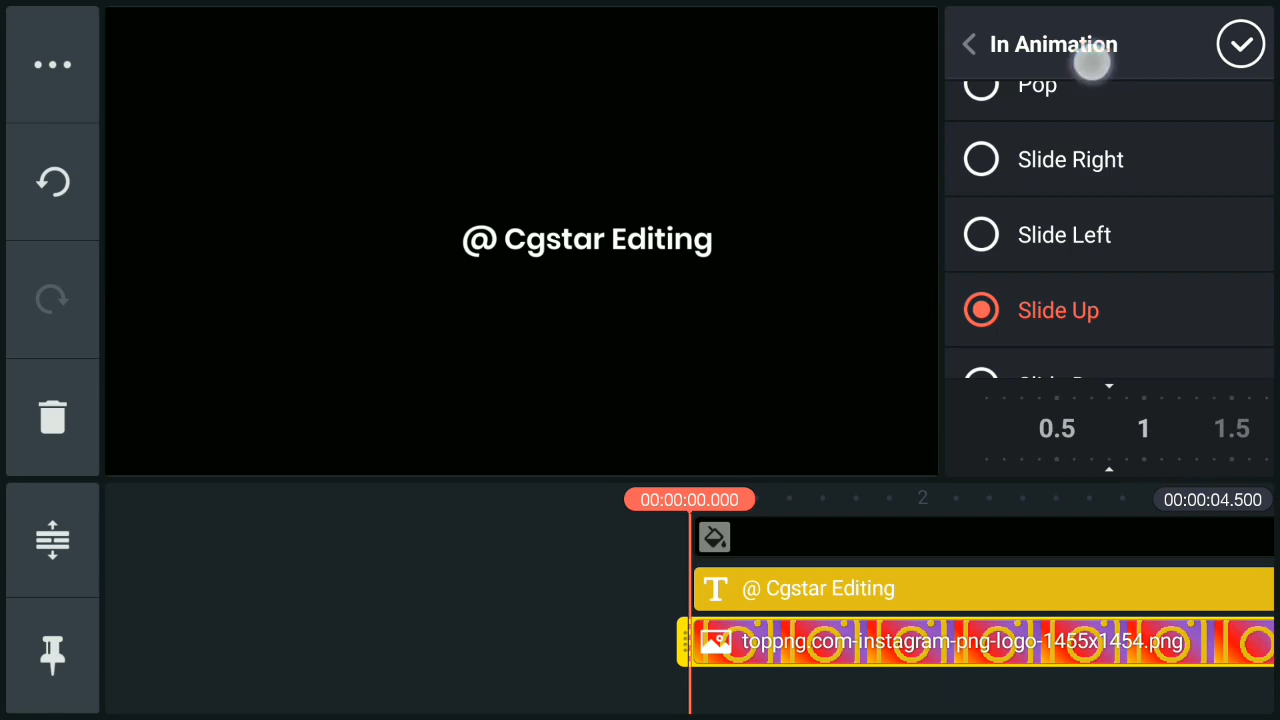 In Animation
Pop
Slide Right
Slide Left
Slide Up
0.5 1 1.5
@ Cgstar Editing
00:00:00.000
2
00:00:04.500
@ Cgstar Editing
toppng.com-instagram-png-logo-1455x1454.png